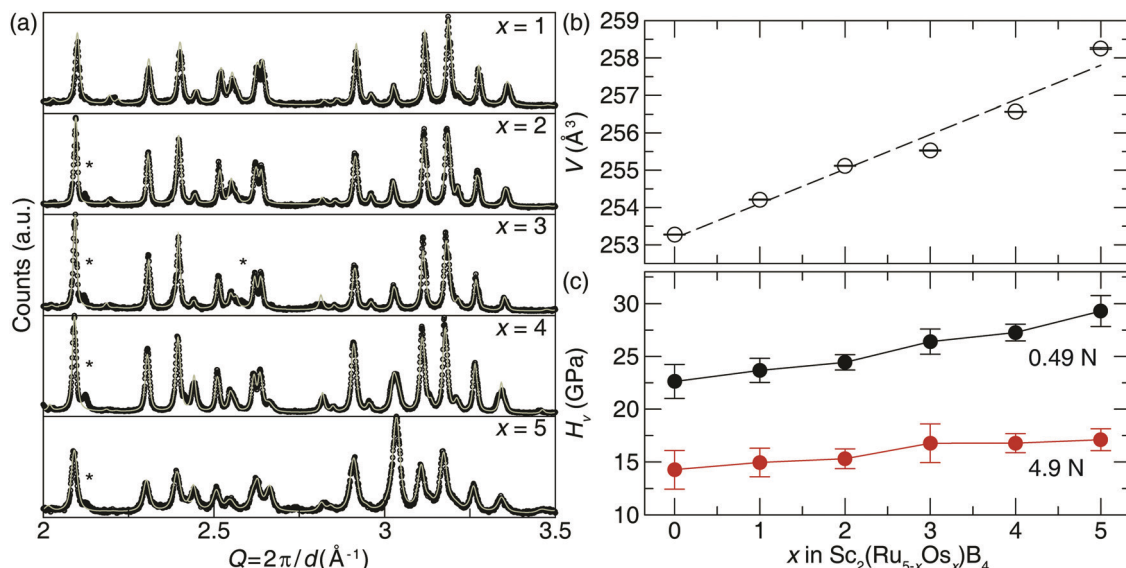 (a)
x = 1
x = 2
*
x = 3
* *
x = 4
*
x = 5
*
Counts (a.u.)
2 2.5 3 3.5
Q=2π/d(Å⁻¹)
(b)
259
258
257
256
255
254
253
V (Å³)
(c)
30
25
20
15
10
Hᵥ (GPa)
0.49 N
4.9 N
0 1 2 3 4 5
x in Sc₂(Ru₅₋ₓOsₓ)B₄